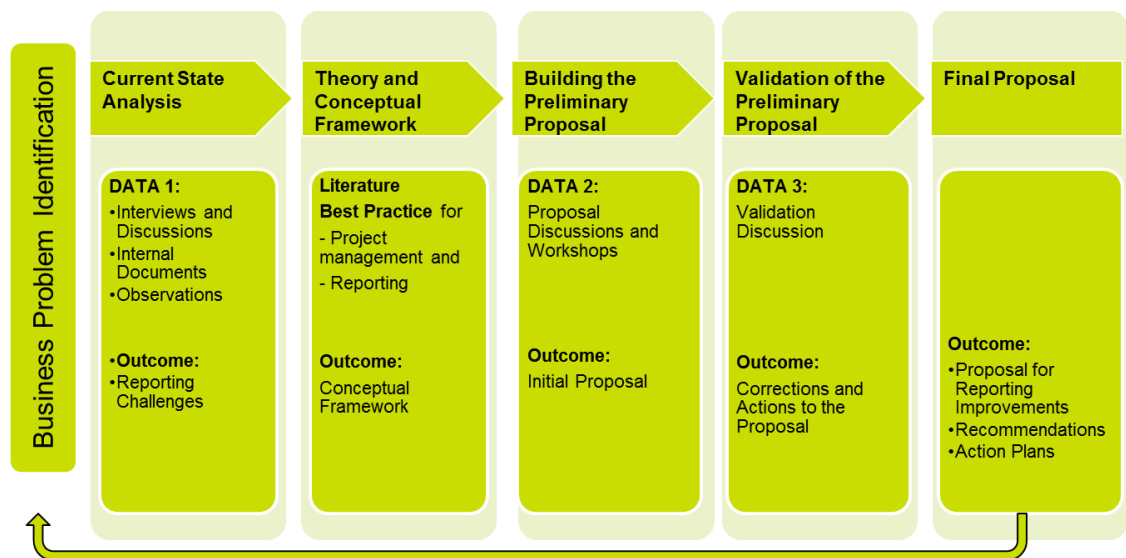 Business Problem Identification
Current State
Analysis
DATA 1:
•Interviews and
Discussions
•Internal
Documents
•Observations
•Outcome:
•Reporting
Challenges
Theory and
Conceptual
Framework
Literature
Best Practice for
- Project
management and
- Reporting
Outcome:
Conceptual
Framework
Building the
Preliminary
Proposal
DATA 2:
Proposal
Discussions and
Workshops
Outcome:
Initial Proposal
Validation of the
Preliminary
Proposal
DATA 3:
Validation
Discussion
Outcome:
Corrections and
Actions to the
Proposal
Final Proposal
Outcome:
•Proposal for
Reporting
Improvements
•Recommendations
•Action Plans